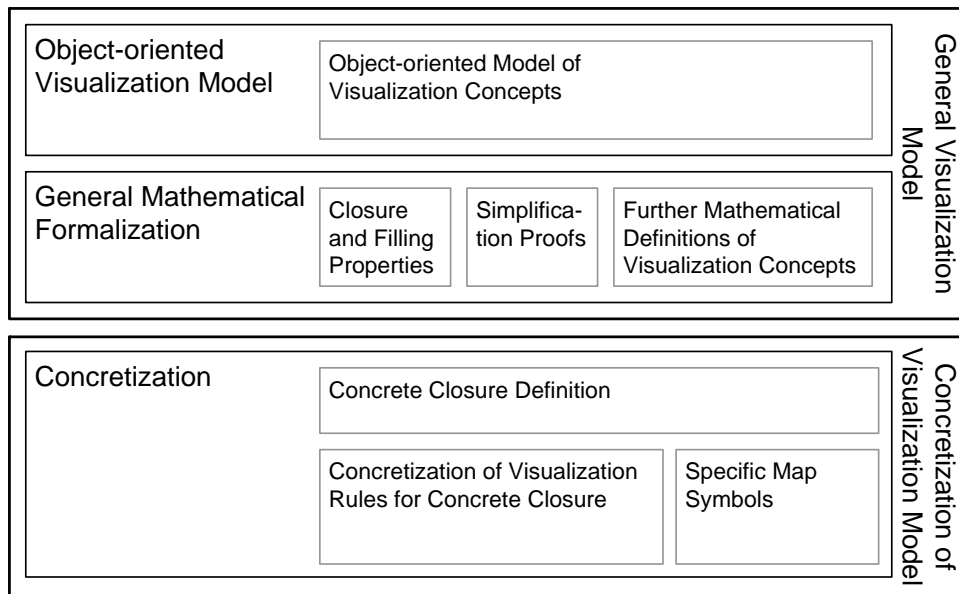 Object-oriented
Visualization Model
Object-oriented Model of
Visualization Concepts
General Mathematical
Formalization
Closure
and Filling
Properties
Simplifica-
tion Proofs
Further Mathematical
Definitions of
Visualization Concepts
General Visualization
Model
Concretization
Concrete Closure Definition
Concretization of Visualization
Rules for Concrete Closure
Specific Map
Symbols
Concretization of
Visualization Model